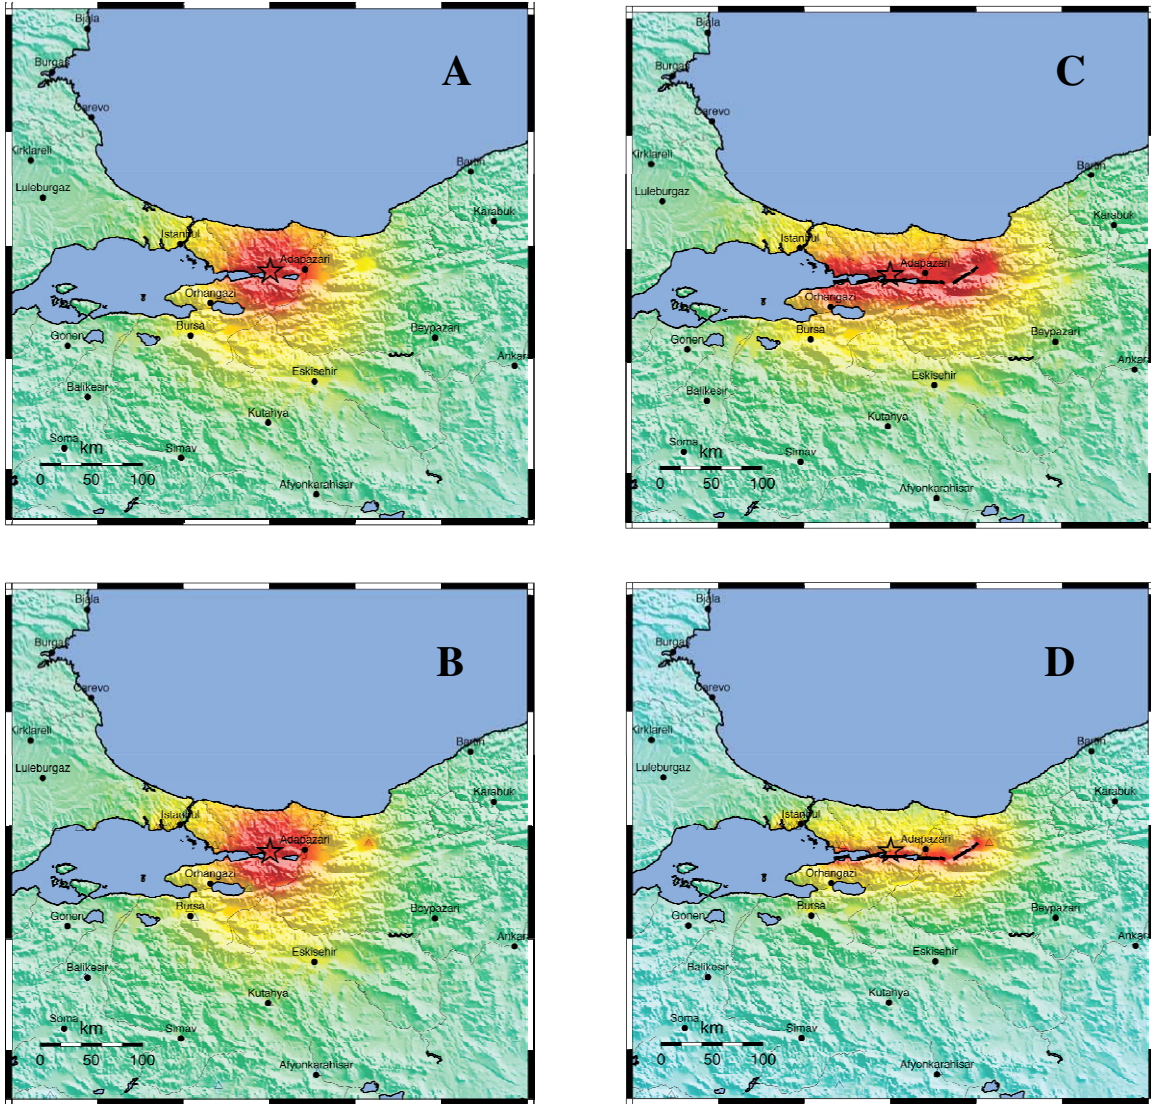 A
Bjala
Burgas
Carevo
Kirklareli
Luleburgaz
Bartin
Karabuk
Istanbul
Adapazari
Orhangazi
Bursa
Gonen
Beypazari
Ankar
Balikesir
Eskisehir
Kutahya
Soma
Simav
km
0 50 100
Afyonkarahisar
C
Bjala
Burgas
Carevo
Kirklareli
Luleburgaz
Bartin
Karabuk
Istanbul
Adapazari
Orhangazi
Bursa
Gonen
Beypazari
Ankar
Balikesir
Eskisehir
Kutahya
Soma
Simav
km
0 50 100
Afyonkarahisar
B
Bjala
Burgas
Carevo
Kirklareli
Luleburgaz
Bartin
Karabuk
Istanbul
Adapazari
Orhangazi
Bursa
Gonen
Beypazari
Ankar
Balikesir
Eskisehir
Kutahya
Soma
Simav
km
0 50 100
Afyonkarahisar
D
Bjala
Burgas
Carevo
Kirklareli
Luleburgaz
Bartin
Karabuk
Istanbul
Adapazari
Orhangazi
Bursa
Gonen
Beypazari
Ankar
Balikesir
Eskisehir
Kutahya
Soma
Simav
km
0 50 100
Afyonkarahisar